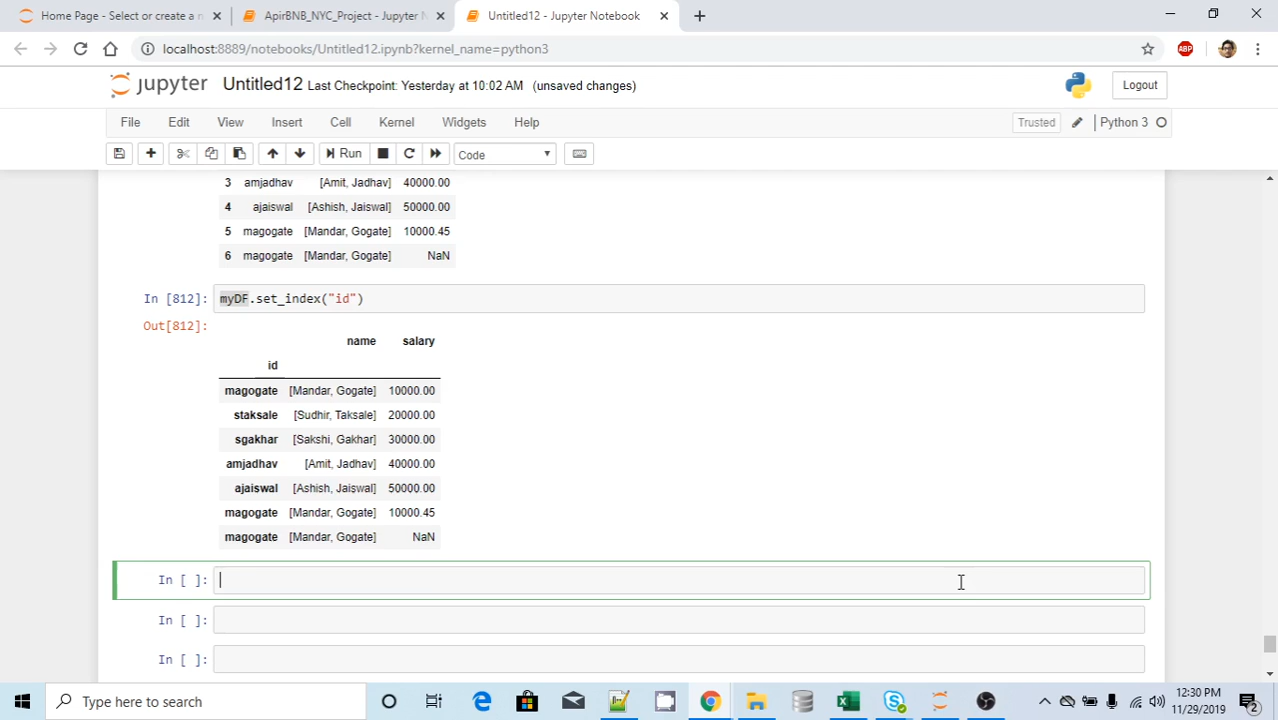 Home Page - Select or create a n
ApirBNB_NYC_Project - Jupyter N
Untitled12 - Jupyter Notebook
localhost:8889/notebooks/Untitled12.ipynb?kernel_name=python3
ABP
jupyter Untitled12 Last Checkpoint: Yesterday at 10:02 AM (unsaved changes)
Logout
File Edit View Insert Cell Kernel Widgets Help
Trusted Python 3
Run Code
3 amjadhav [Amit, Jadhav] 40000.00
4 ajaiswal [Ashish, Jaiswal] 50000.00
5 magogate [Mandar, Gogate] 10000.45
6 magogate [Mandar, Gogate] NaN
In [812]: myDF.set_index("id")
Out[812]:
name salary
id
magogate [Mandar, Gogate] 10000.00
staksale [Sudhir, Taksale] 20000.00
sgakhar [Sakshi, Gakhar] 30000.00
amjadhav [Amit, Jadhav] 40000.00
ajaiswal [Ashish, Jaiswal] 50000.00
magogate [Mandar, Gogate] 10000.45
magogate [Mandar, Gogate] NaN
In [ ]:
In [ ]:
In [ ]:
Type here to search
12:30 PM
11/29/2019
2